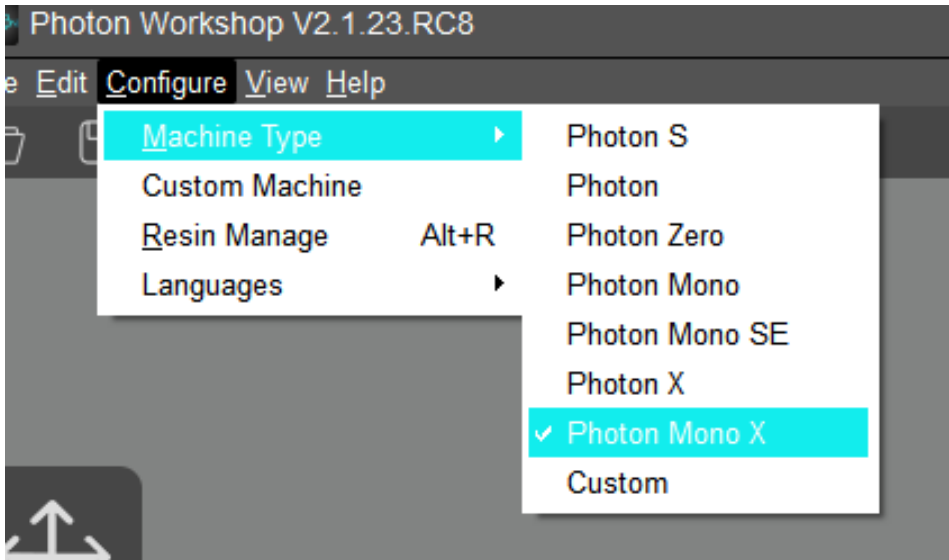 Photon Workshop V2.1.23.RC8
e Edit Configure View Help
Machine Type
Custom Machine
Resin Manage Alt+R
Languages
Photon S
Photon
Photon Zero
Photon Mono
Photon Mono SE
Photon X
Photon Mono X
Custom